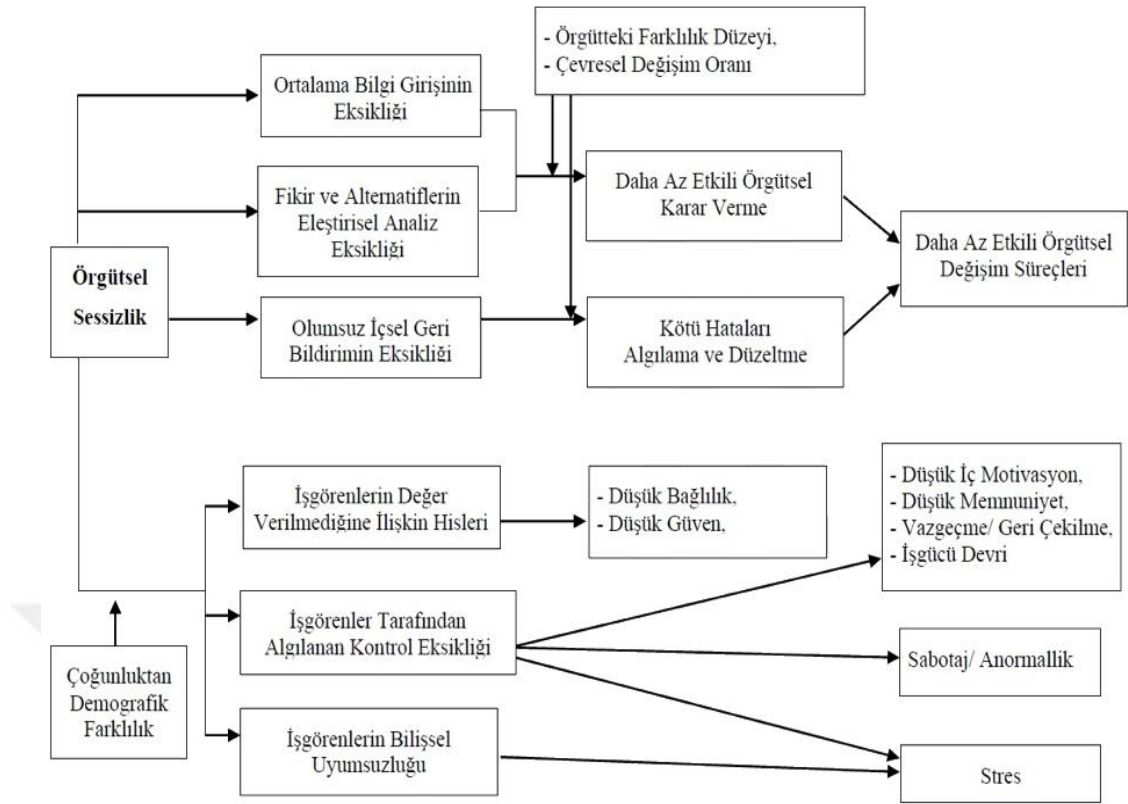 - Örgütteki Farklılık Düzeyi,
- Çevresel Değişim Oranı
Ortalama Bilgi Girişinin
Eksikliği
Fikir ve Alternatiflerin
Eleştirisel Analiz
Eksikliği
Daha Az Etkili Örgütsel
Karar Verme
Daha Az Etkili Örgütsel
Değişim Süreçleri
Örgütsel
Sessizlik
Olumsuz İçsel Geri
Bildirimin Eksikliği
Kötü Hataları
Algılama ve Düzeltme
İşgörenlerin Değer
Verilmediğine İlişkin Hisleri
- Düşük Bağlılık,
- Düşük Güven,
- Düşük İç Motivasyon,
- Düşük Memnuniyet,
- Vazgeçme/ Geri Çekilme,
- İşgücü Devri
İşgörenler Tarafından
Algılanan Kontrol Eksikliği
Sabotaj/ Anormallik
Çoğunluktan
Demografik
Farklılık
İşgörenlerin Bilişsel
Uyumsuzluğu
Stres